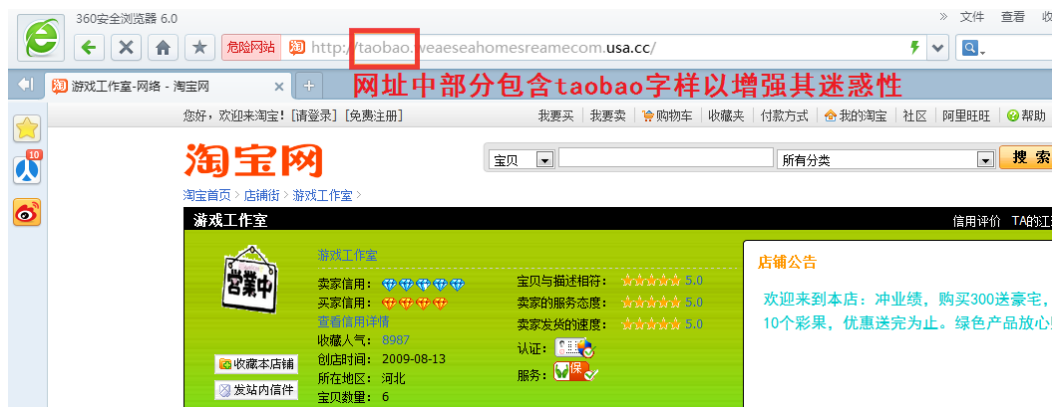 360安全浏览器 6.0
» 文件 查看 收
危险网站 http://taobao.weaeseahomesreamecom.usa.cc/
游戏工作室-网络 - 淘宝网
网址中部分包含taobao字样以增强其迷惑性
您好，欢迎来淘宝！[请登录] [免费注册] 我要买 我要卖 购物车 收藏夹 付款方式 我的淘宝 社区 阿里旺旺 帮助
10
淘宝网
宝贝 所有分类 搜 索
淘宝首页 > 店铺街 > 游戏工作室 >
游戏工作室 信用评价 TA的江
营業中
游戏工作室
卖家信用：
买家信用：
查看信用详情
收藏人气： 8987
创店时间： 2009-08-13
所在地区： 河北
宝贝数量： 6
收藏本店铺
发站内信件
宝贝与描述相符： 5.0
卖家的服务态度： 5.0
卖家发货的速度： 5.0
认证：
服务： 保
店铺公告
欢迎来到本店：冲业绩，购买300送豪宅，
10个彩果，优惠送完为止。绿色产品放心